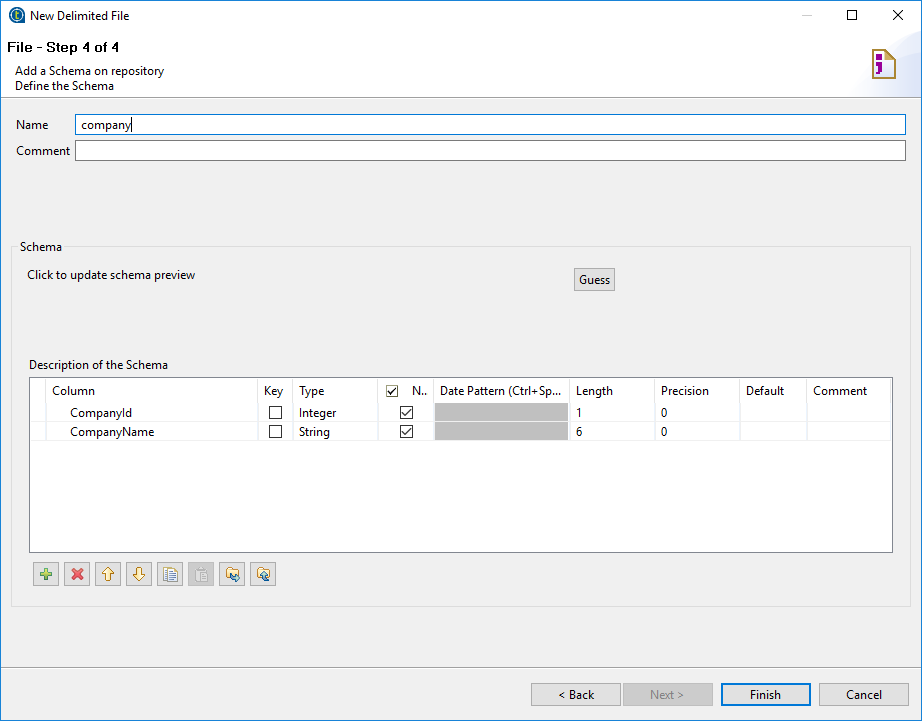 New Delimited File
File - Step 4 of 4
Add a Schema on repository
Define the Schema
Name company
Comment
Schema
Click to update schema preview Guess
Description of the Schema
Column Key Type N.. Date Pattern (Ctrl+Sp... Length Precision Default Comment
CompanyId Integer 1 0
CompanyName String 6 0
< Back Next > Finish Cancel